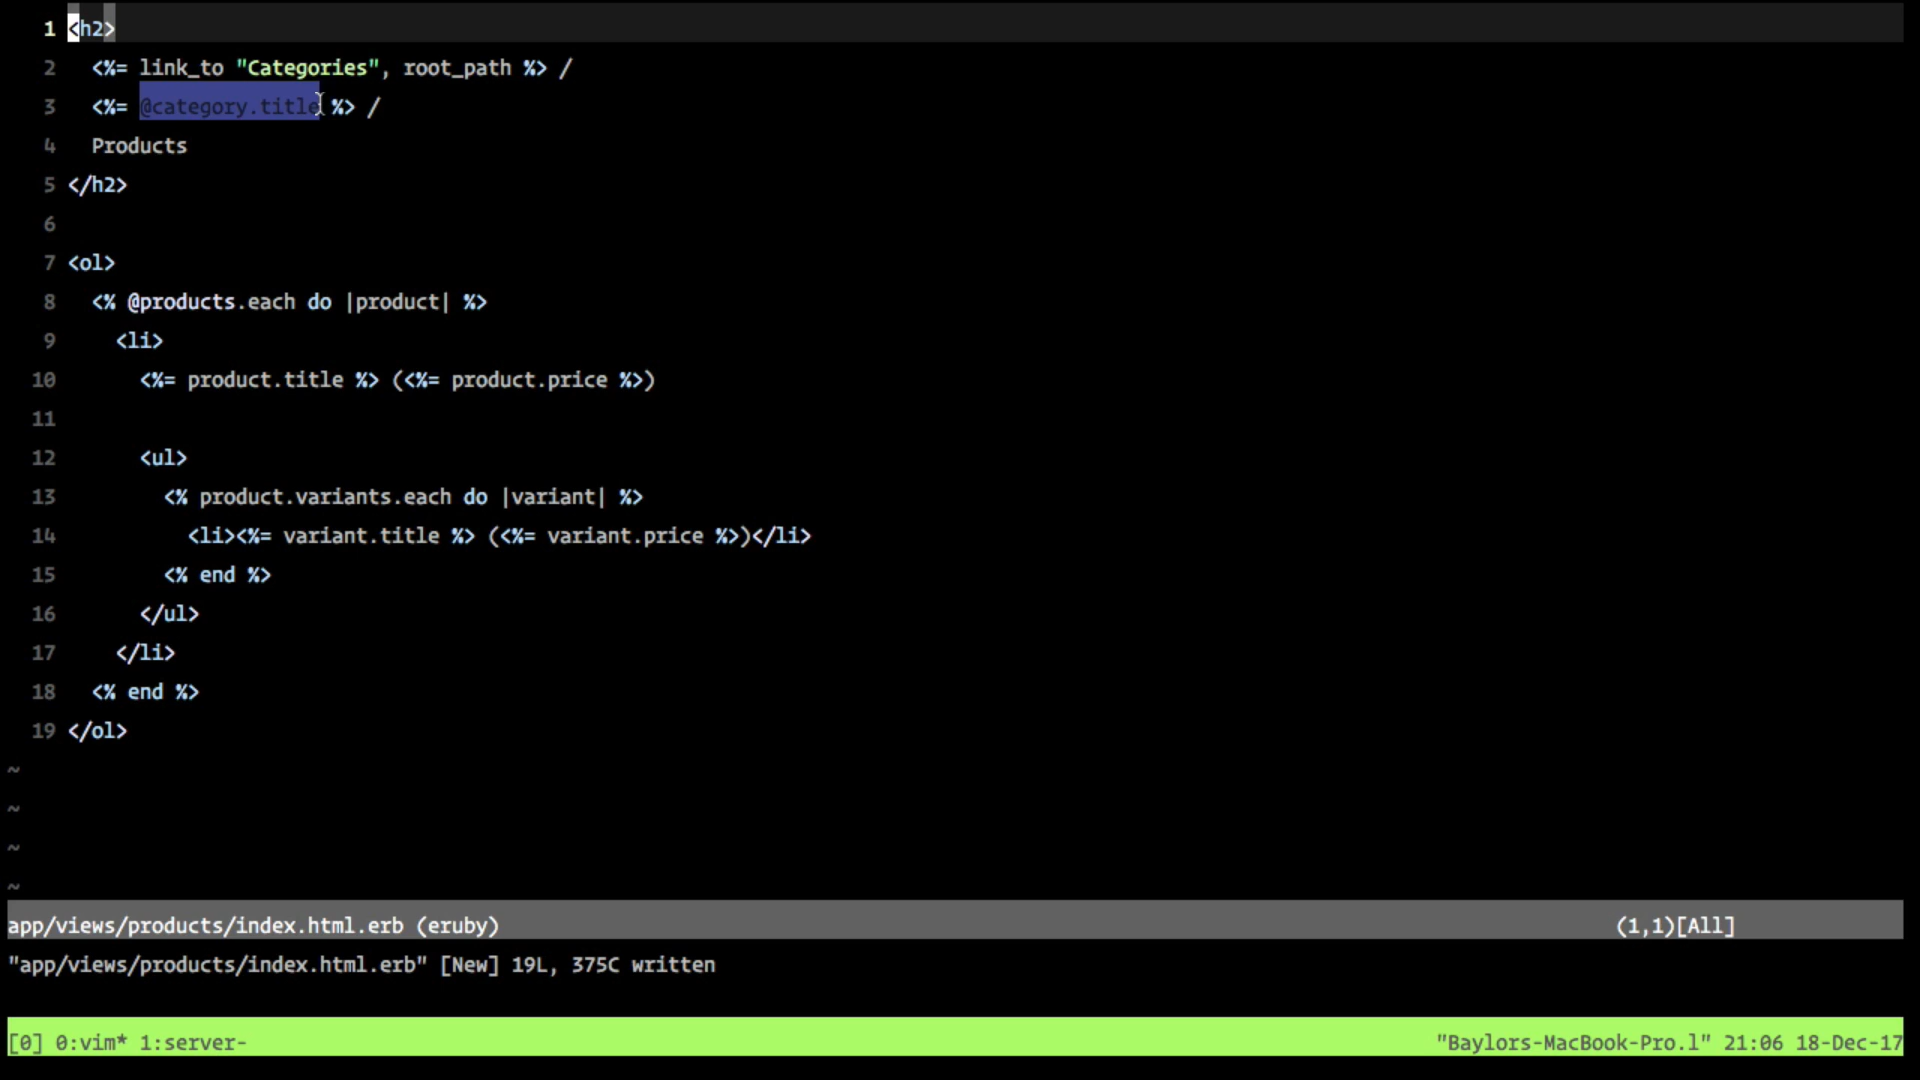 1 <h2>
2   <%= link_to "Categories", root_path %> /
3   <%= @category.title %> /
4   Products
5 </h2>
6
7 <ol>
8   <% @products.each do |product| %>
9     <li>
10       <%= product.title %> (<%= product.price %>)
11
12       <ul>
13         <% product.variants.each do |variant| %>
14           <li><%= variant.title %> (<%= variant.price %>)</li>
15         <% end %>
16       </ul>
17     </li>
18   <% end %>
19 </ol>
~
~
~
~
app/views/products/index.html.erb (eruby) (1,1)[All]
"app/views/products/index.html.erb" [New] 19L, 375C written
[0] 0:vim* 1:server- "Baylors-MacBook-Pro.l" 21:06 18-Dec-17